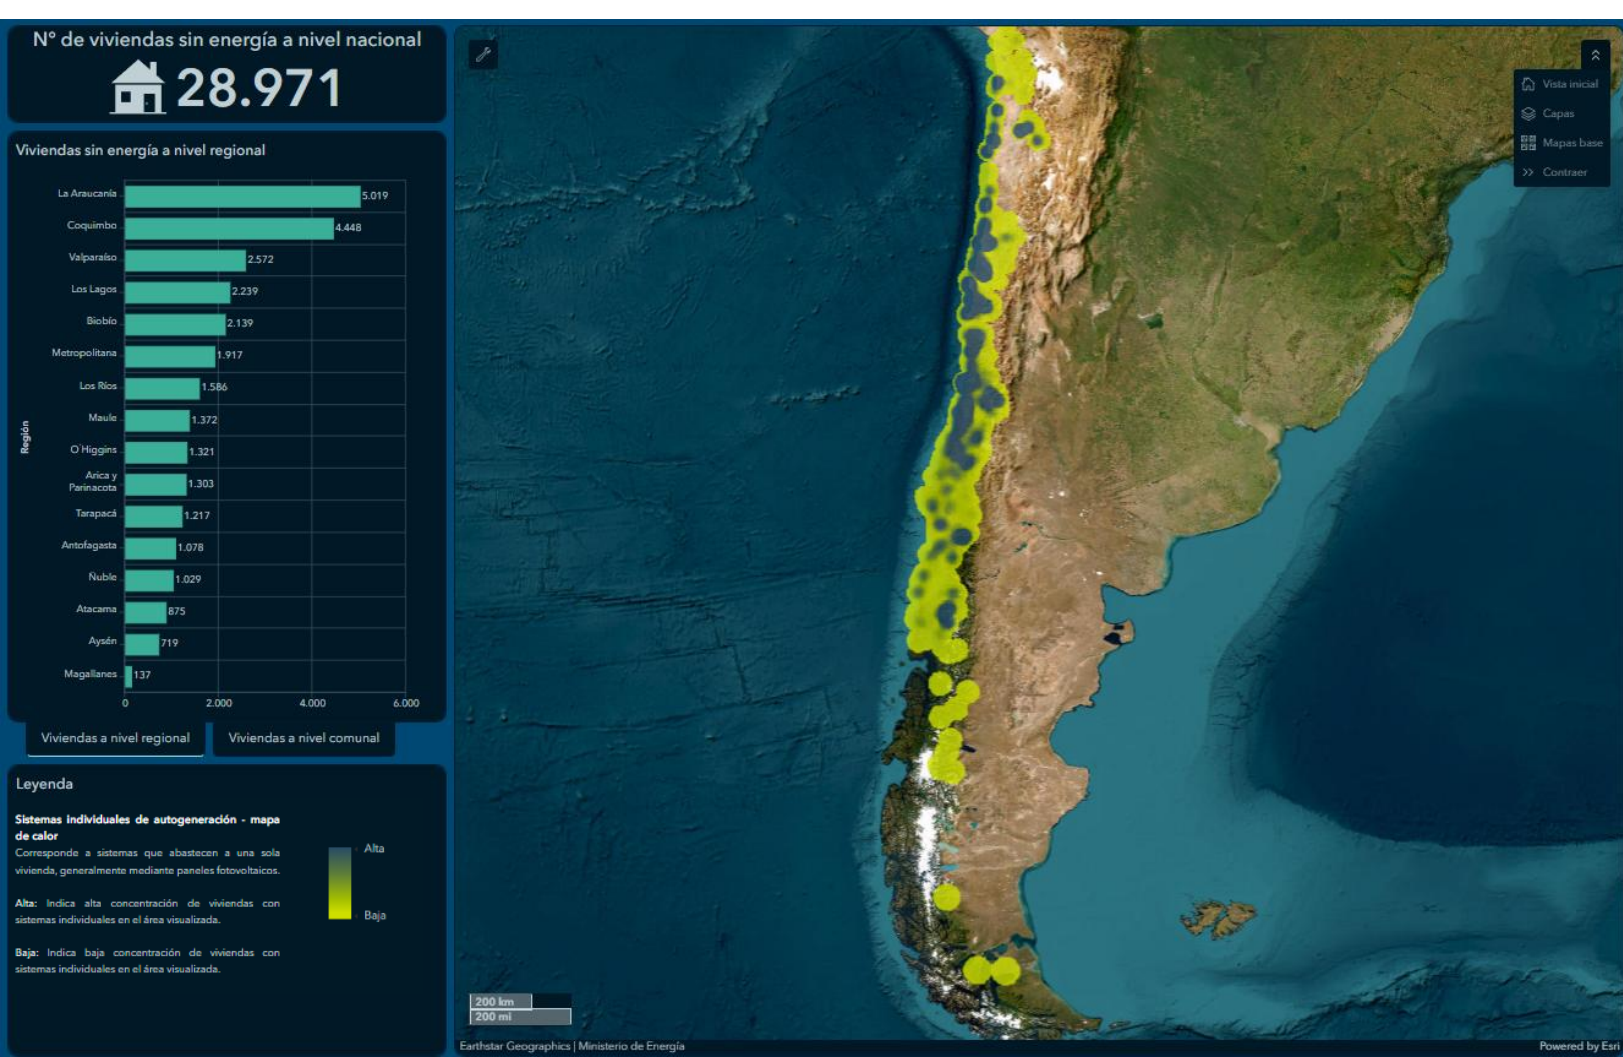 N° de viviendas sin energía a nivel nacional
28.971
Viviendas sin energía a nivel regional
Región
La Araucanía 5.019
Coquimbo 4.448
Valparaíso 2.572
Los Lagos 2.239
Biobío 2.139
Metropolitana 1.917
Los Ríos 1.586
Maule 1.372
O'Higgins 1.321
Arica y
Parinacota 1.303
Tarapacá 1.217
Antofagasta 1.078
Ñuble 1.029
Atacama 875
Aysén 719
Magallanes 137
0 2.000 4.000 6.000
Viviendas a nivel regional
Viviendas a nivel comunal
Leyenda
Sistemas individuales de autogeneración - mapa
de calor
Corresponde a sistemas que abastecen a una sola
vivienda, generalmente mediante paneles fotovoltaicos.
Alta: Indica alta concentración de viviendas con
sistemas individuales en el área visualizada.
Baja: Indica baja concentración de viviendas con
sistemas individuales en el área visualizada.
Alta
Baja
Vista inicial
Capas
Mapas base
Contraer
200 km
200 mi
Earthstar Geographics | Ministerio de Energía
Powered by Esri